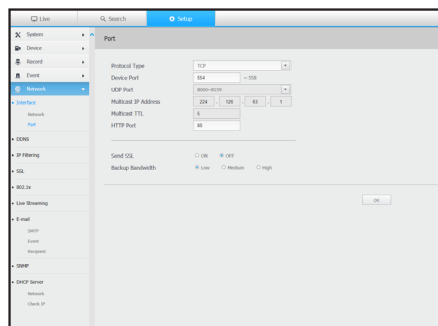 Live
Search
Setup
System
Device
Record
Event
Network
Interface
Network
Port
DDNS
IP Filtering
SSL
802.1x
Live Streaming
E-mail
SMTP
Event
Recipient
SNMP
DHCP Server
Network
Check IP
Port
Protocol Type TCP
Device Port 554 ~ 558
UDP Port 8000~8159
Multicast IP Address 224 . 126 . 63 . 1
Multicast TTL 5
HTTP Port 80
Send SSL ON OFF
Backup Bandwidth Low Medium High
OK